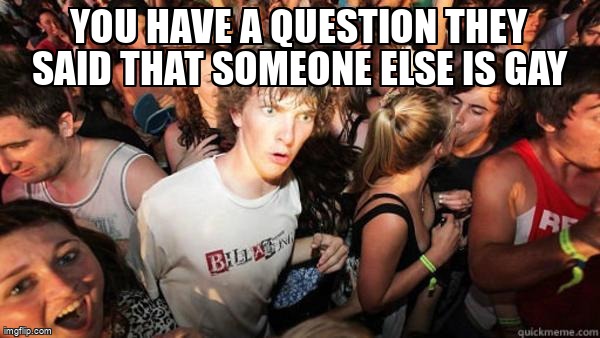 YOU HAVE A QUESTION THEY
SAID THAT SOMEONE ELSE IS GAY
imgflip.com
quickmeme.com